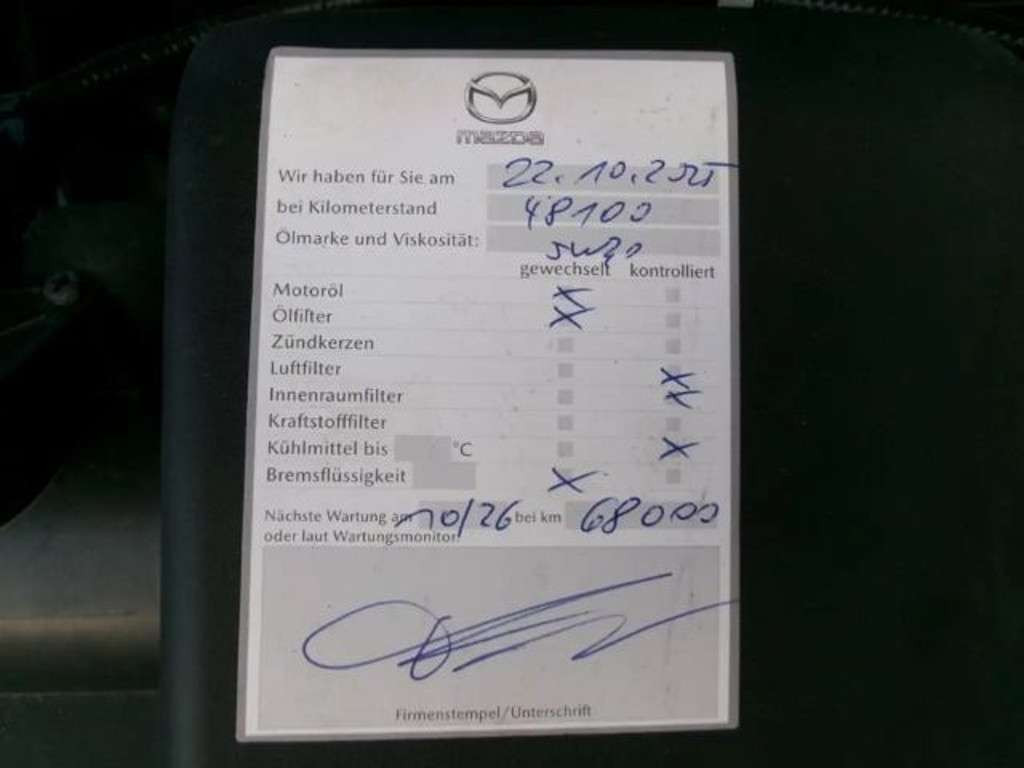 mazda
Wir haben für Sie am 22.10.2025
bei Kilometerstand 48100
Ölmarke und Viskosität: 5W30
gewechselt kontrolliert
Motoröl
Ölfilter
Zündkerzen
Luftfilter
Innenraumfilter
Kraftstofffilter
Kühlmittel bis °C
Bremsflüssigkeit
Nächste Wartung am 10/26 bei km 68000
oder laut Wartungsmonitor.
Firmenstempel/Unterschrift